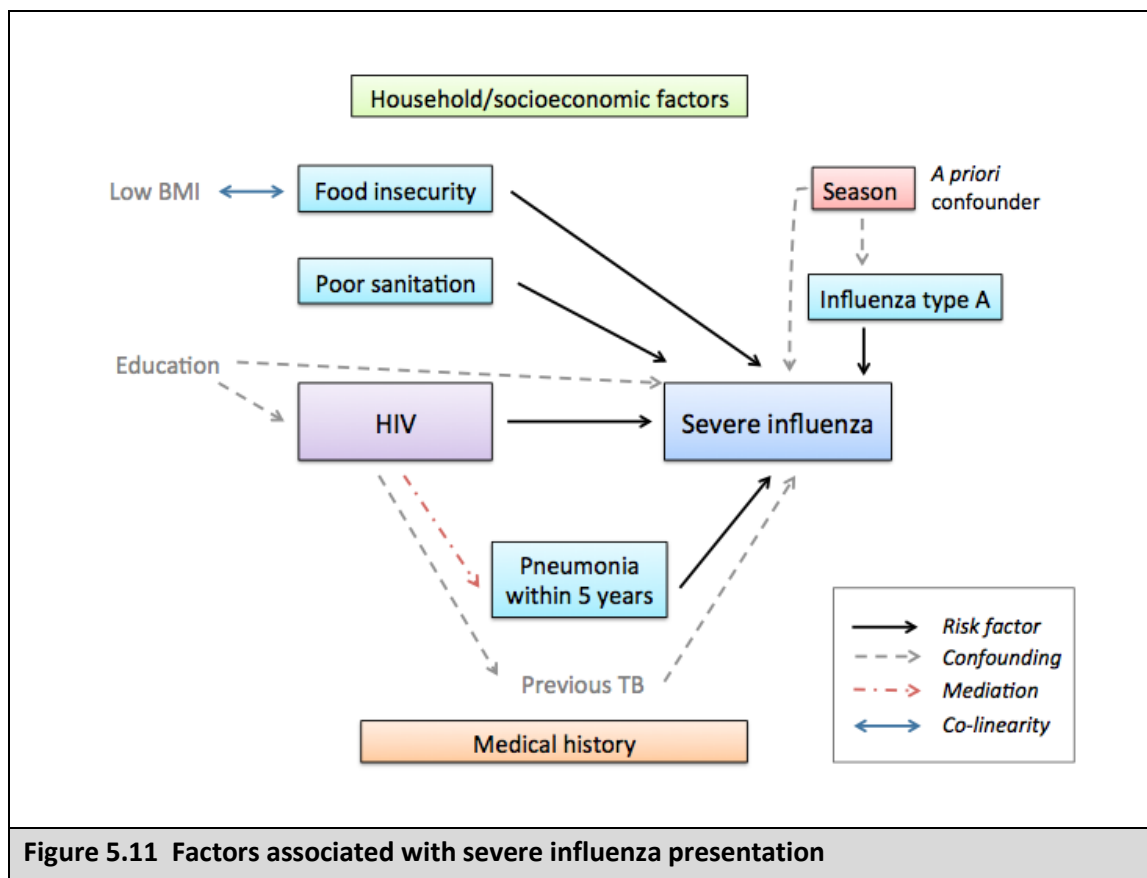 Household/socioeconomic factors
Low BMI
Food insecurity
Season
A priori
confounder
Poor sanitation
Influenza type A
Education
HIV
Severe influenza
Pneumonia
within 5 years
Previous TB
Medical history
Risk factor
Confounding
Mediation
Co-linearity
Figure 5.11 Factors associated with severe influenza presentation